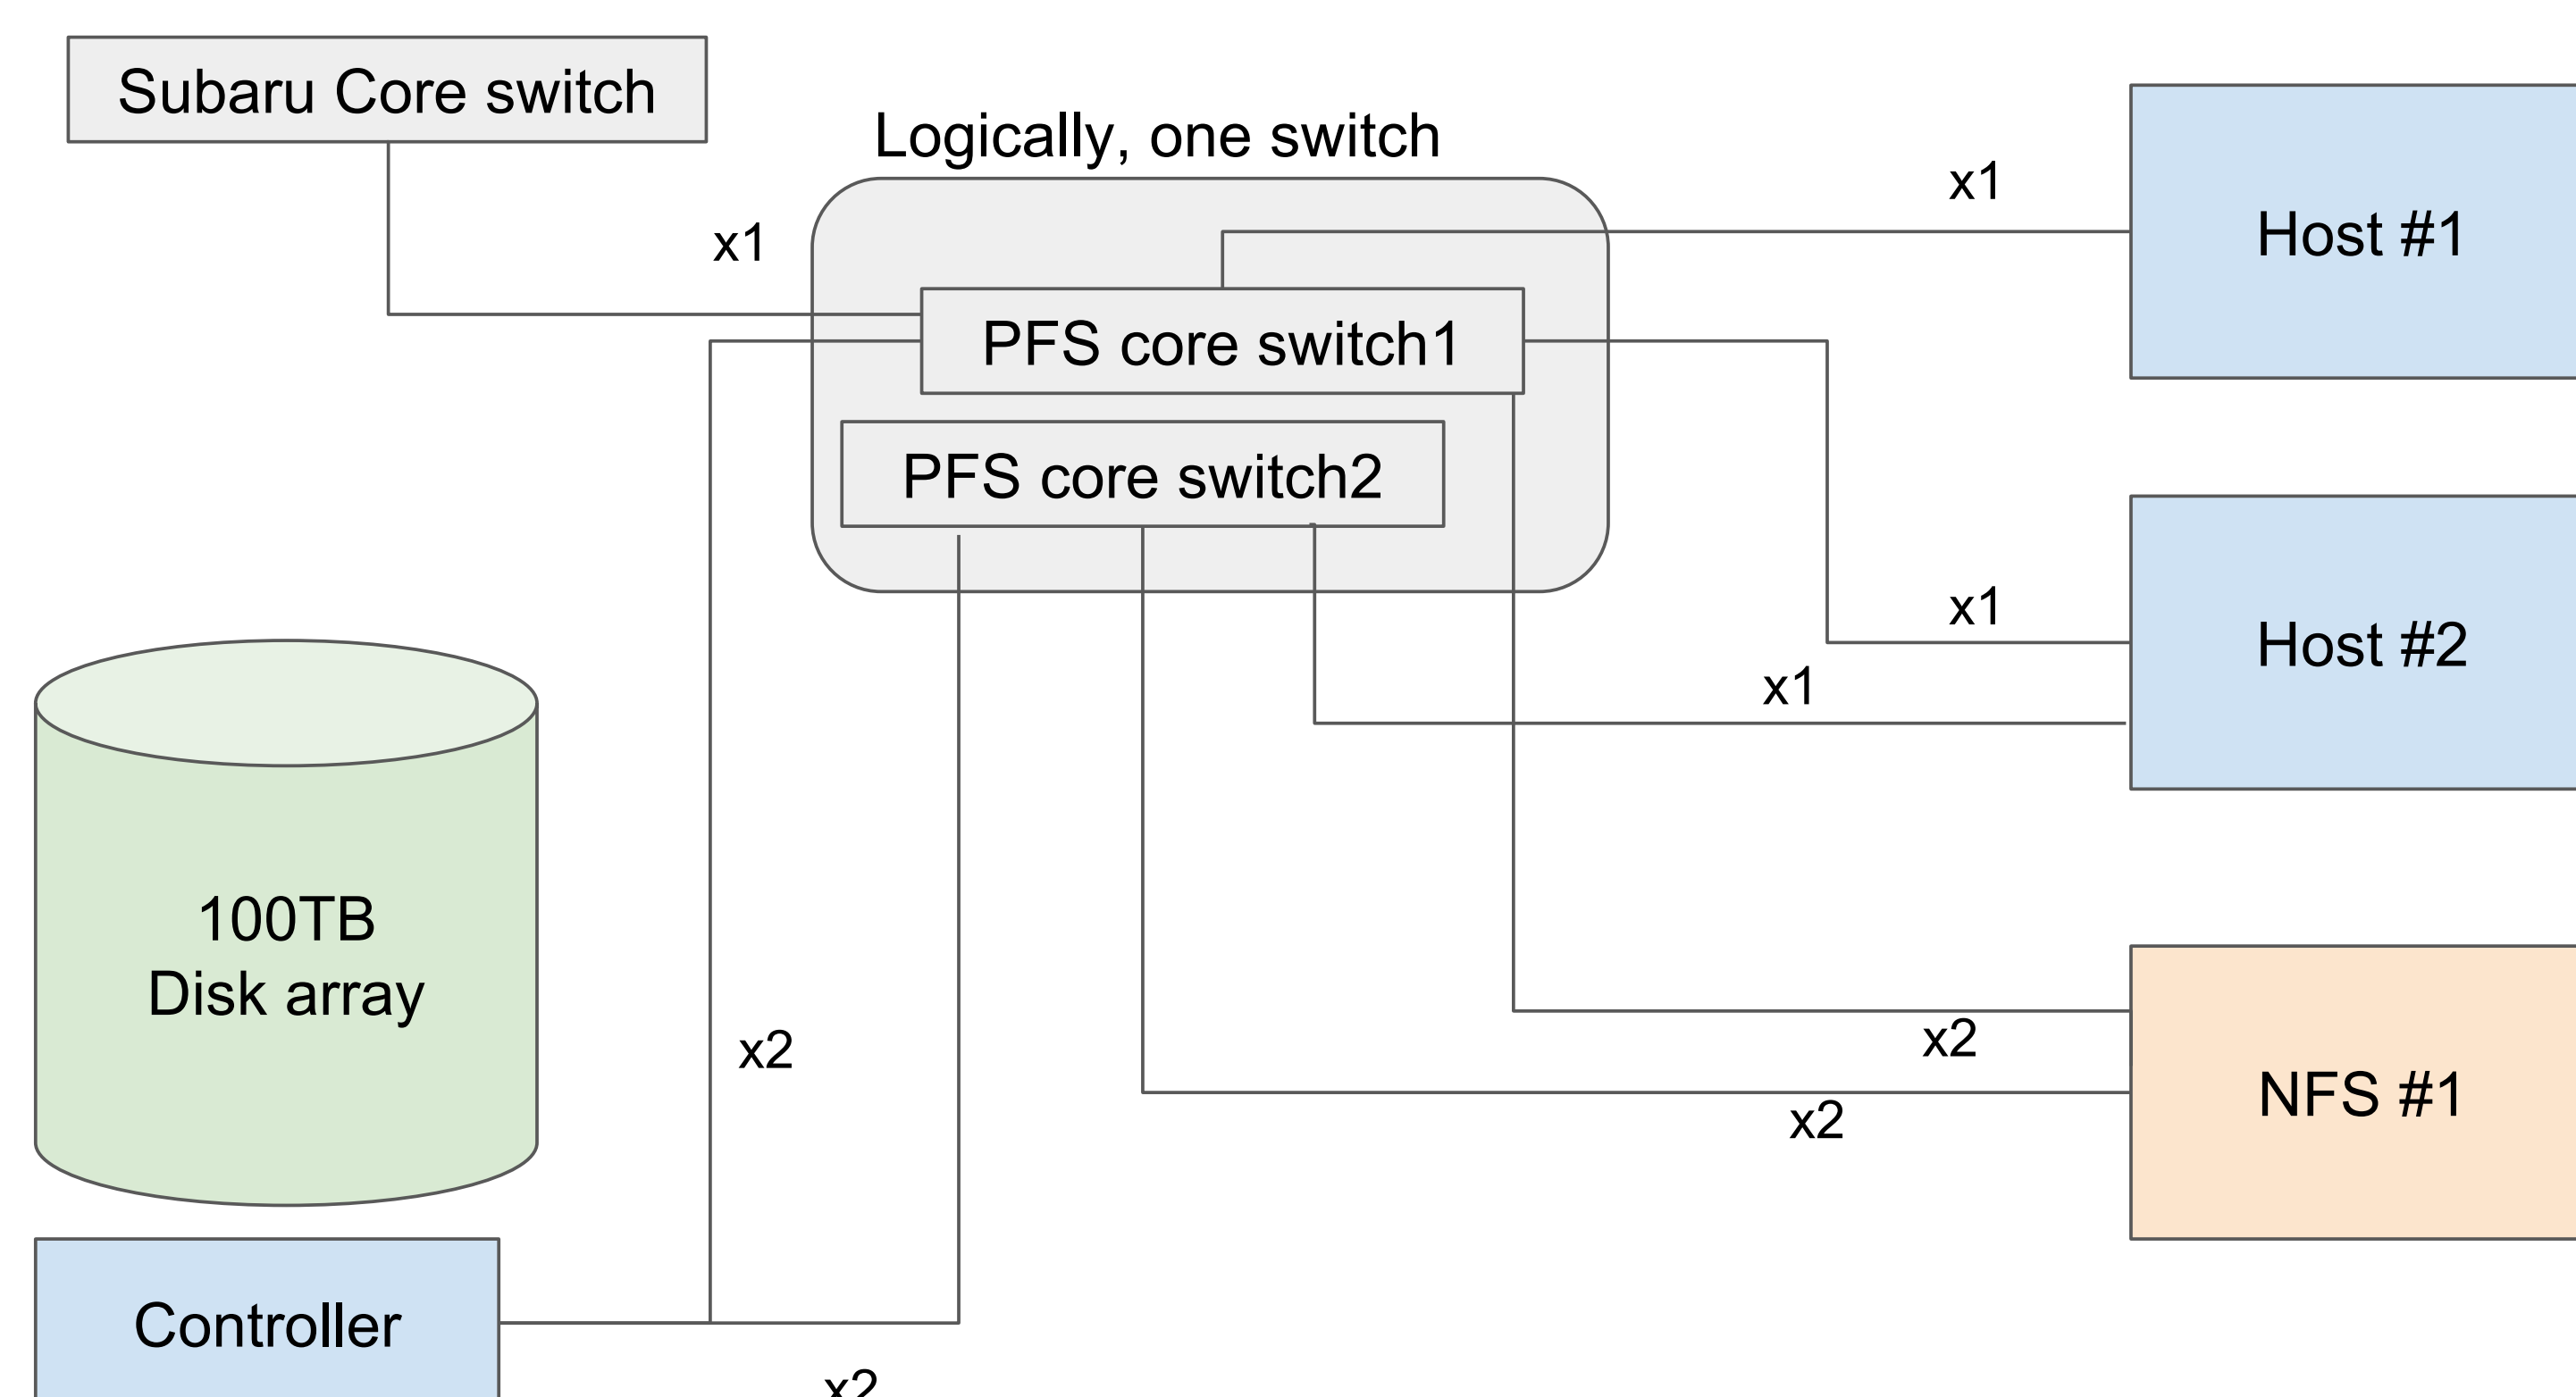 Subaru Core switch
Logically, one switch
x1
x1
Host #1
PFS core switch1
PFS core switch2
x1
Host #2
x1
100TB
Disk array
x2
x2
NFS #1
x2
Controller
x2